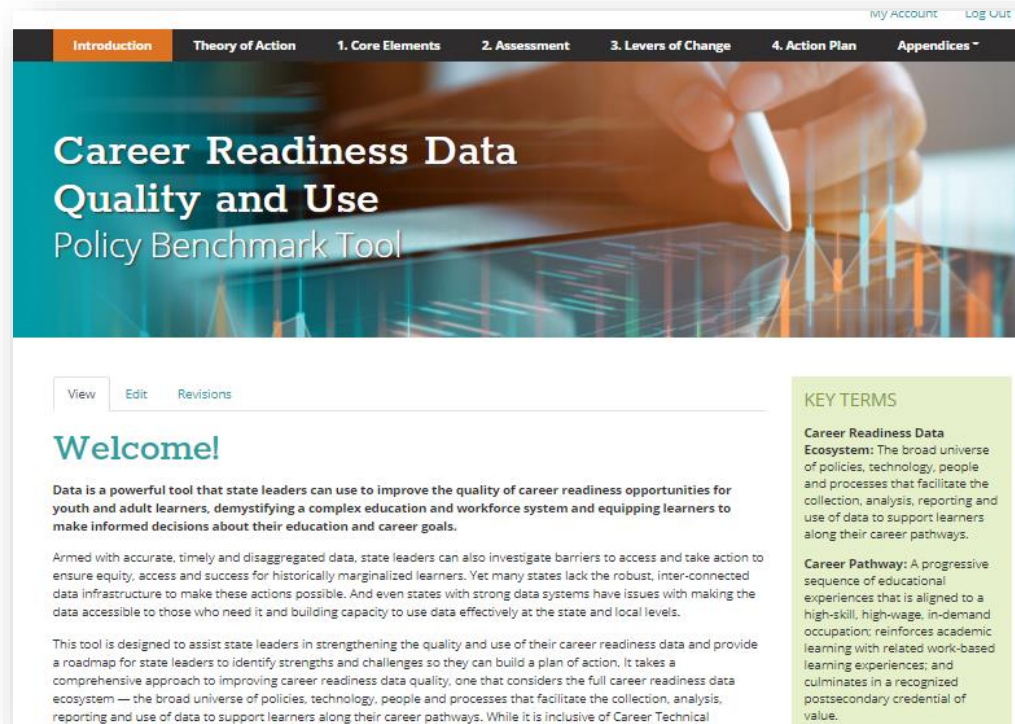 My Account Log Out
Introduction Theory of Action 1. Core Elements 2. Assessment 3. Levers of Change 4. Action Plan Appendices
Career Readiness Data
Quality and Use
Policy Benchmark Tool
View Edit Revisions
Welcome!
Data is a powerful tool that state leaders can use to improve the quality of career readiness opportunities for
youth and adult learners, demystifying a complex education and workforce system and equipping learners to
make informed decisions about their education and career goals.
Armed with accurate, timely and disaggregated data, state leaders can also investigate barriers to access and take action to
ensure equity, access and success for historically marginalized learners. Yet many states lack the robust, inter-connected
data infrastructure to make these actions possible. And even states with strong data systems have issues with making the
data accessible to those who need it and building capacity to use data effectively at the state and local levels.
This tool is designed to assist state leaders in strengthening the quality and use of their career readiness data and provide
a roadmap for state leaders to identify strengths and challenges so they can build a plan of action. It takes a
comprehensive approach to improving career readiness data quality, one that considers the full career readiness data
ecosystem — the broad universe of policies, technology, people and processes that facilitate the collection, analysis,
reporting and use of data to support learners along their career pathways. While it is inclusive of Career Technical
KEY TERMS
Career Readiness Data
Ecosystem: The broad universe
of policies, technology, people
and processes that facilitate the
collection, analysis, reporting and
use of data to support learners
along their career pathways.
Career Pathway: A progressive
sequence of educational
experiences that is aligned to a
high-skill, high-wage, in-demand
occupation; reinforces academic
learning with related work-based
learning experiences; and
culminates in a recognized
postsecondary credential of
value.